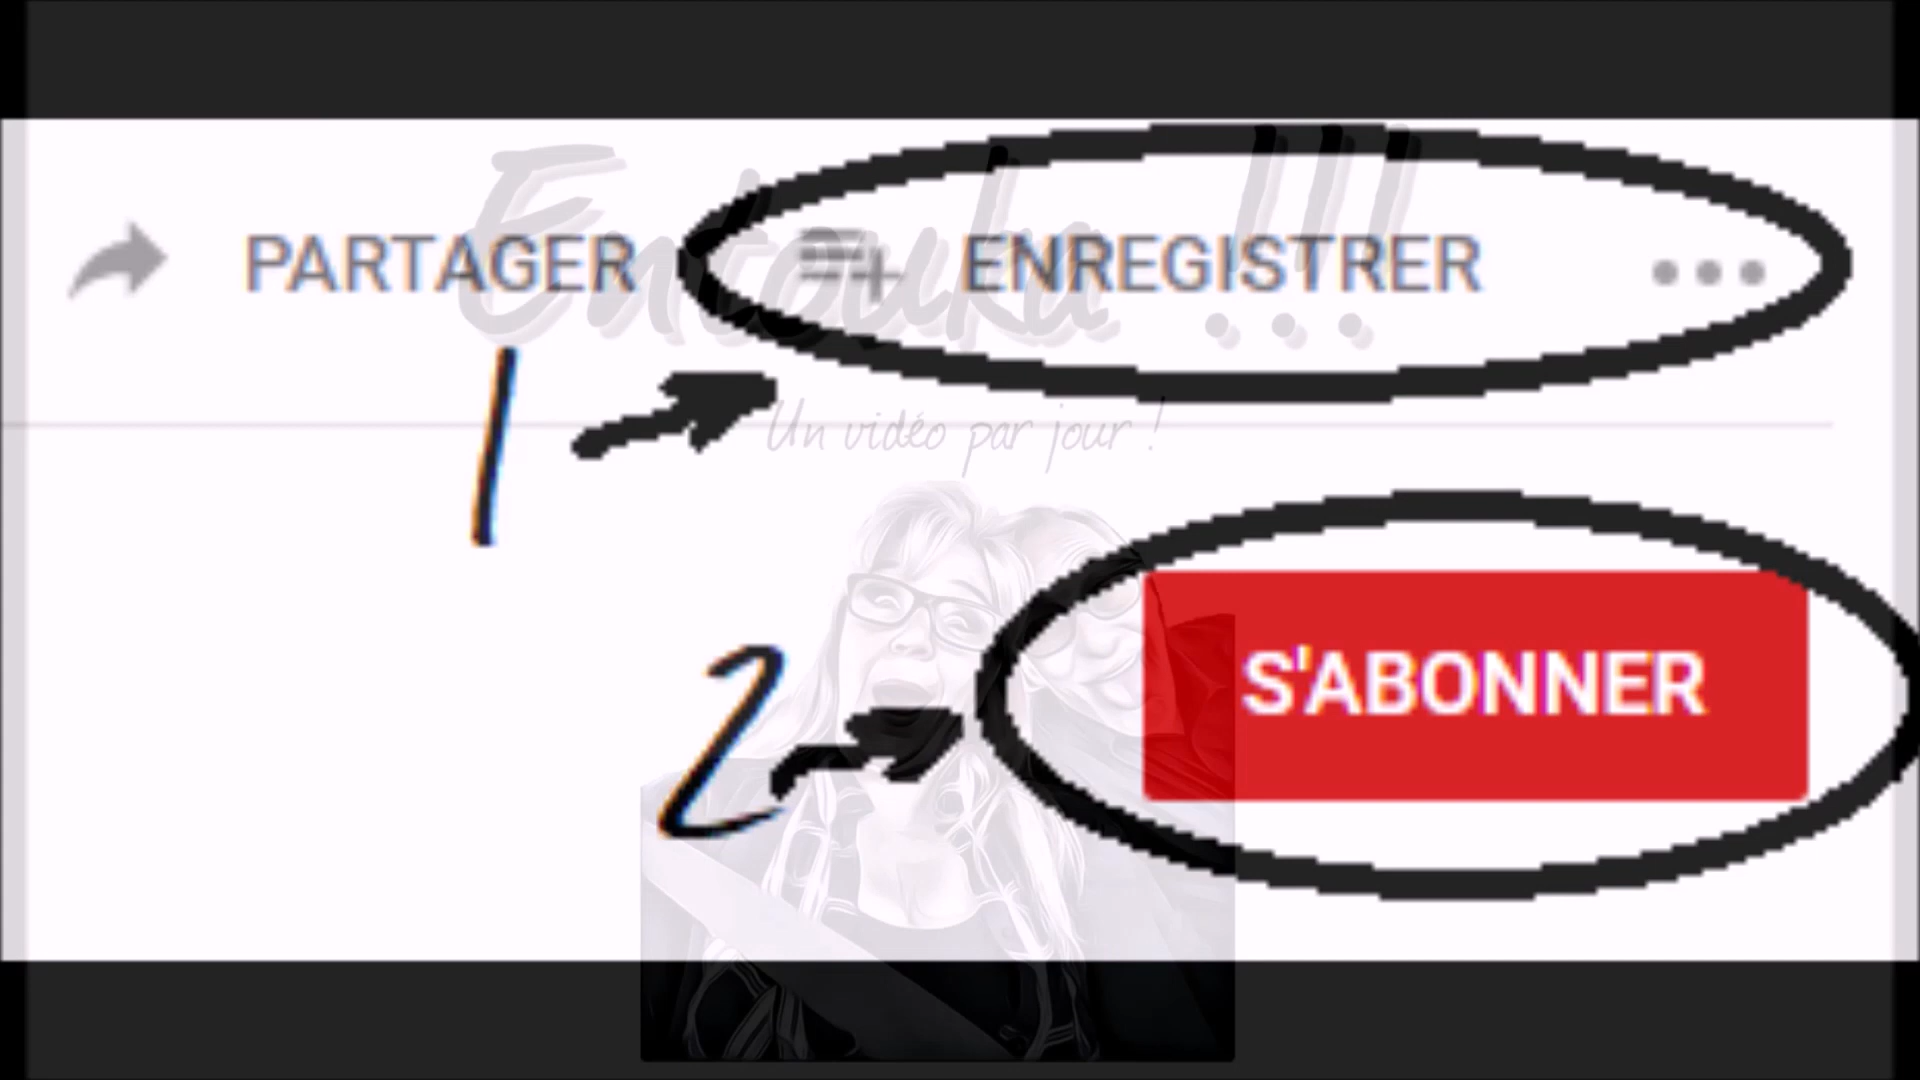 Entouka !!!
PARTAGER ENREGISTRER ...
1
Un vidéo par jour !
S'ABONNER
2